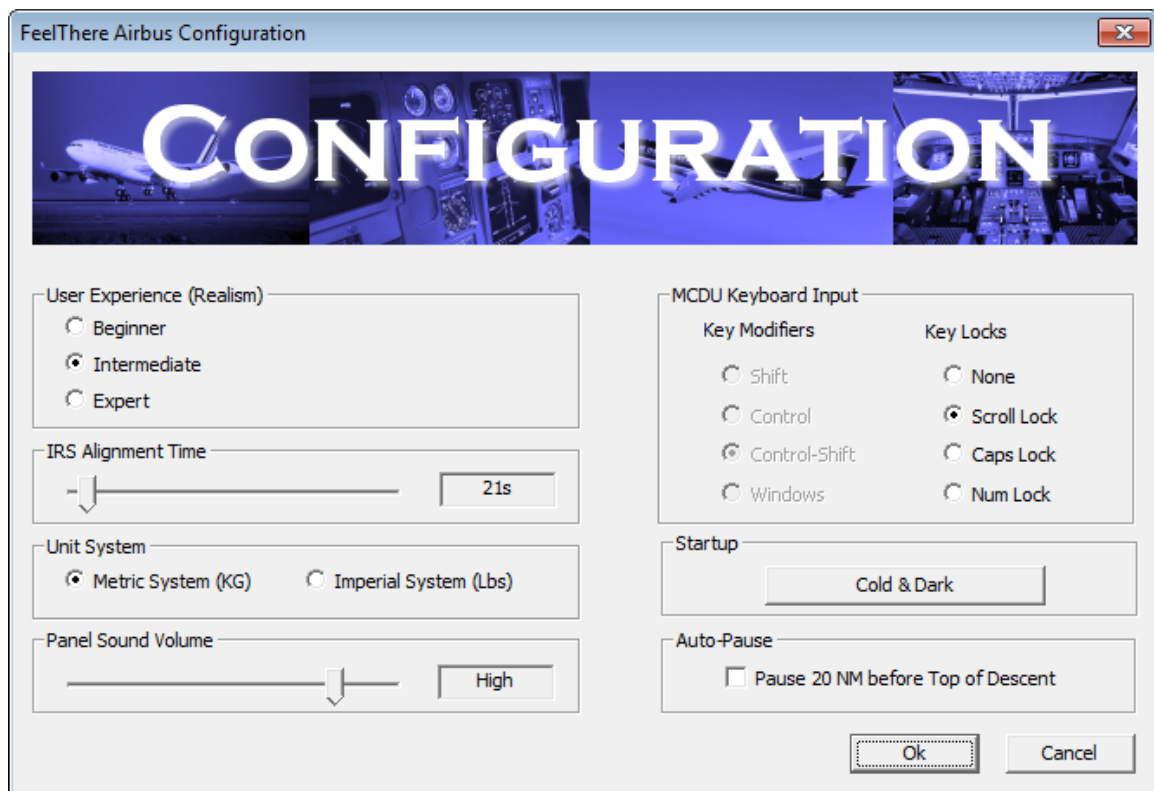 FeelThere Airbus Configuration
CONFIGURATION
User Experience (Realism)
Beginner
Intermediate
Expert
IRS Alignment Time
21s
Unit System
Metric System (KG) Imperial System (Lbs)
Panel Sound Volume
High
MCDU Keyboard Input
Key Modifiers Key Locks
Shift None
Control Scroll Lock
Control-Shift Caps Lock
Windows Num Lock
Startup
Cold & Dark
Auto-Pause
Pause 20 NM before Top of Descent
Ok Cancel